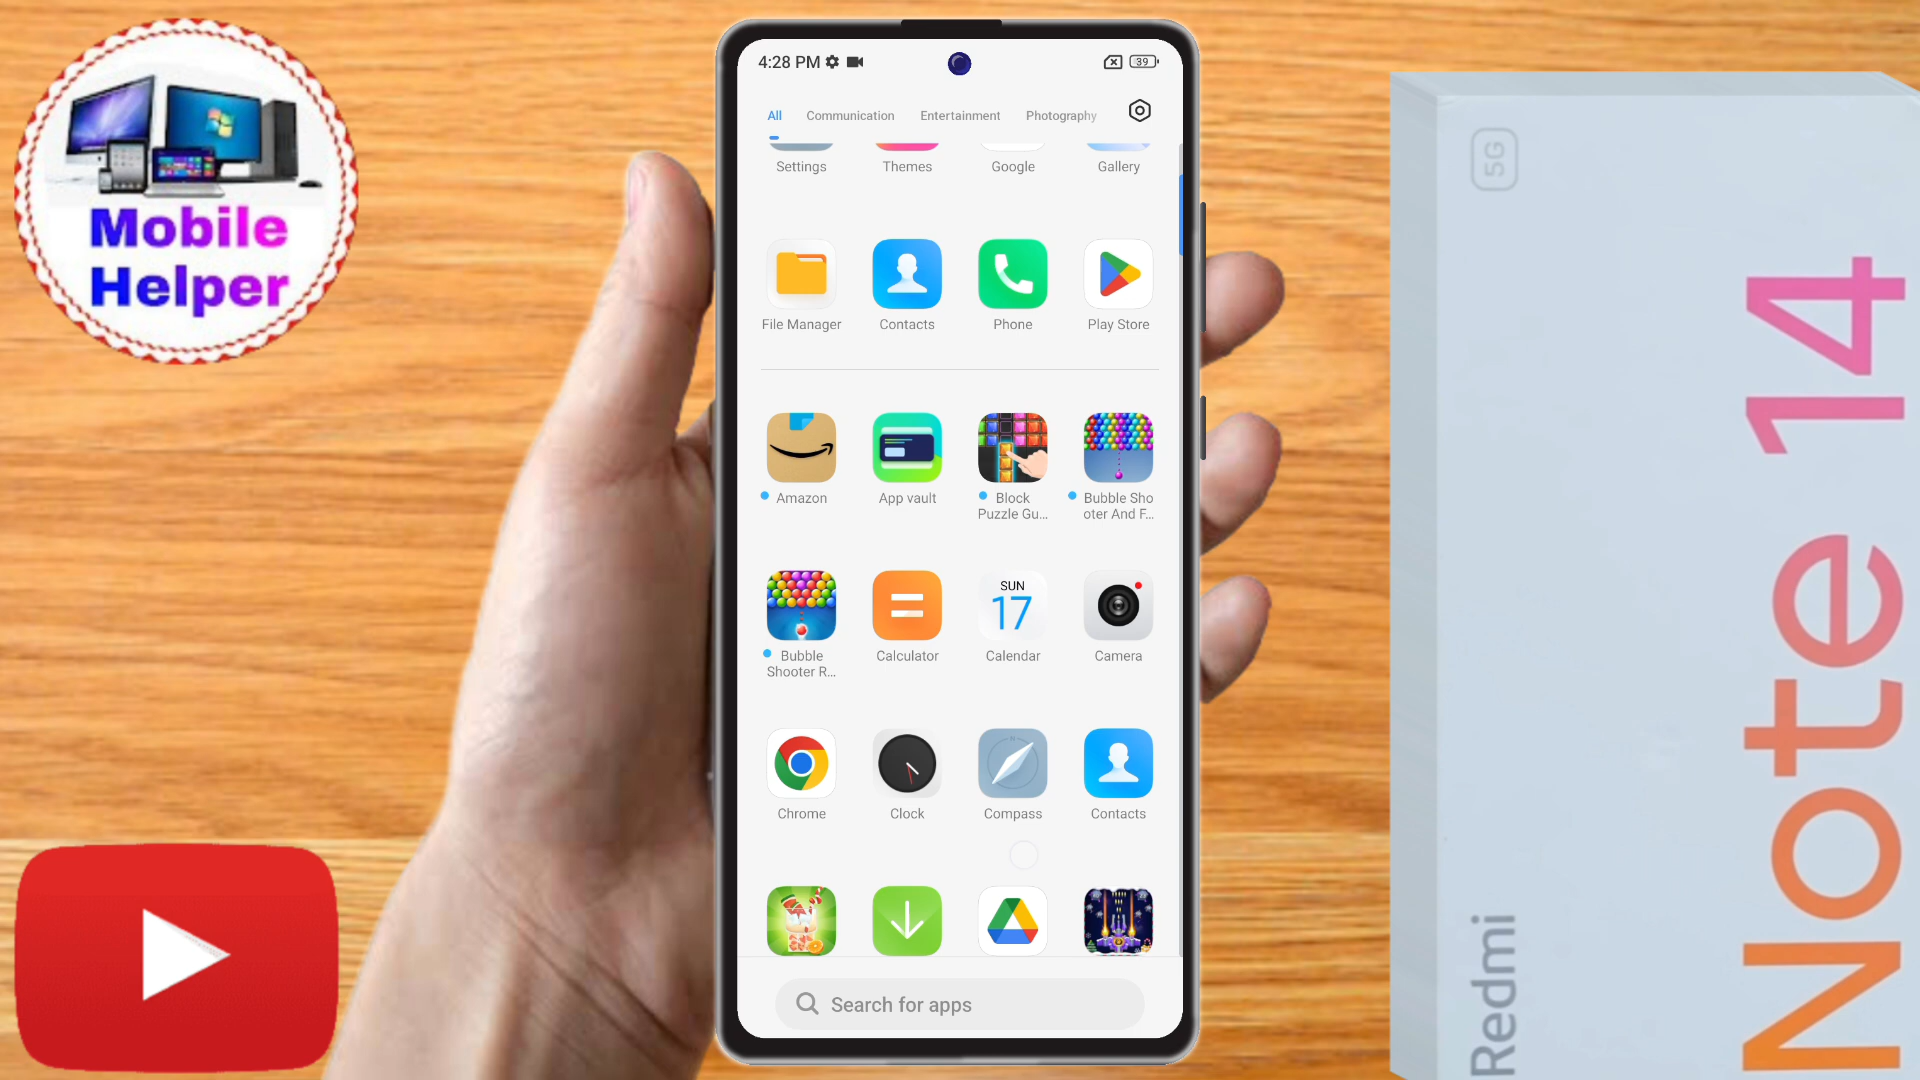 Mobile
Helper
4:28 PM
39
All
Communication
Entertainment
Photography
Settings
Themes
Google
Gallery
File Manager
Contacts
Phone
Play Store
Amazon
App vault
Block
Puzzle Gu...
Bubble Sho
oter And F...
SUN
17
Bubble
Shooter R...
Calculator
Calendar
Camera
Chrome
Clock
Compass
Contacts
Search for apps
5G
Redmi
Note 14